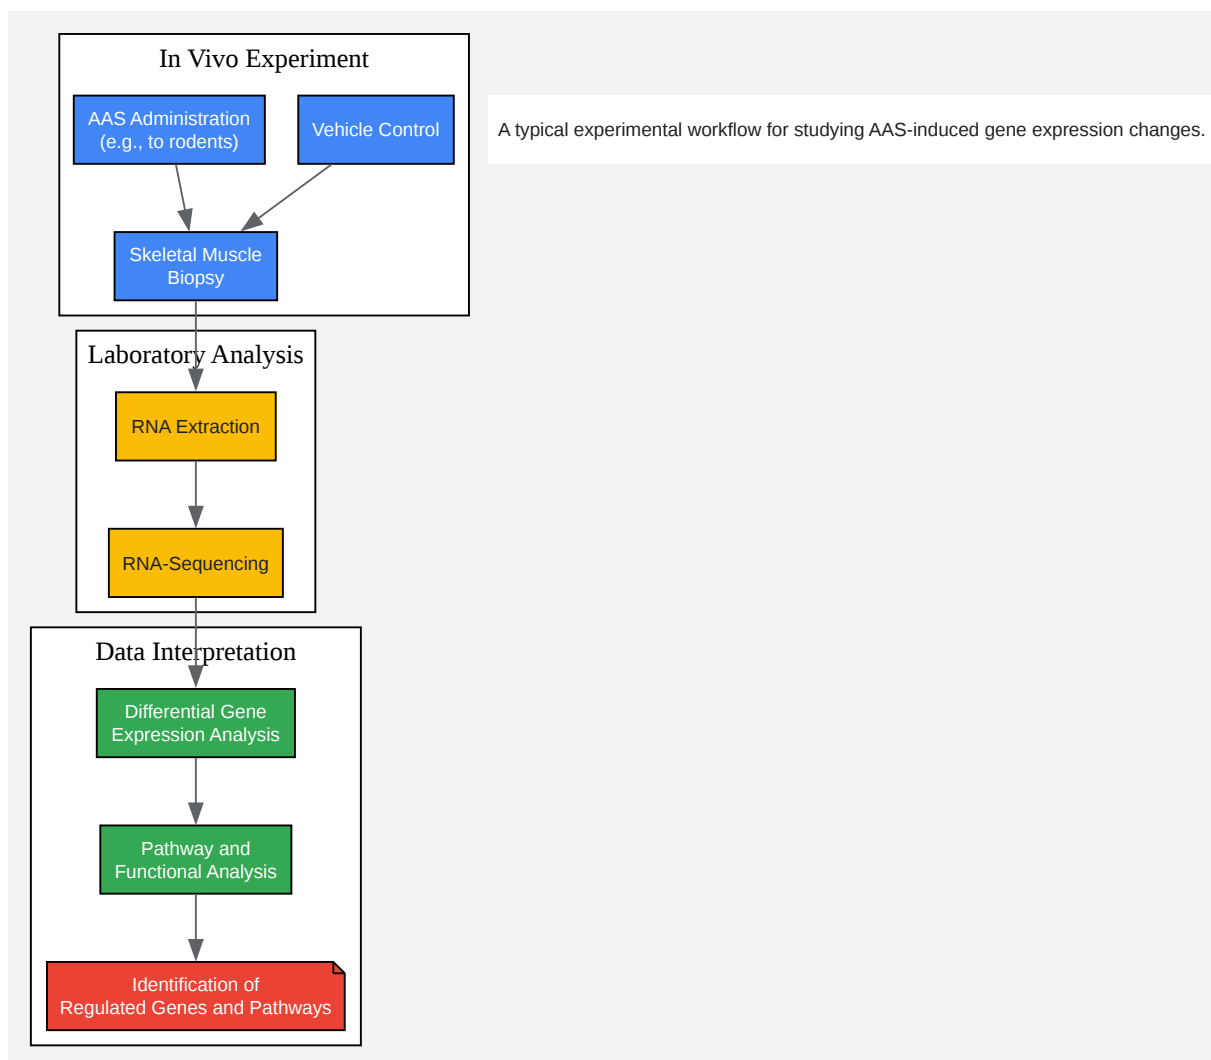 In Vivo Experiment
AAS Administration
(e.g., to rodents)
Vehicle Control
A typical experimental workflow for studying AAS-induced gene expression changes.
Skeletal Muscle
Biopsy
Laboratory Analysis
RNA Extraction
RNA-Sequencing
Data Interpretation
Differential Gene
Expression Analysis
Pathway and
Functional Analysis
Identification of
Regulated Genes and Pathways